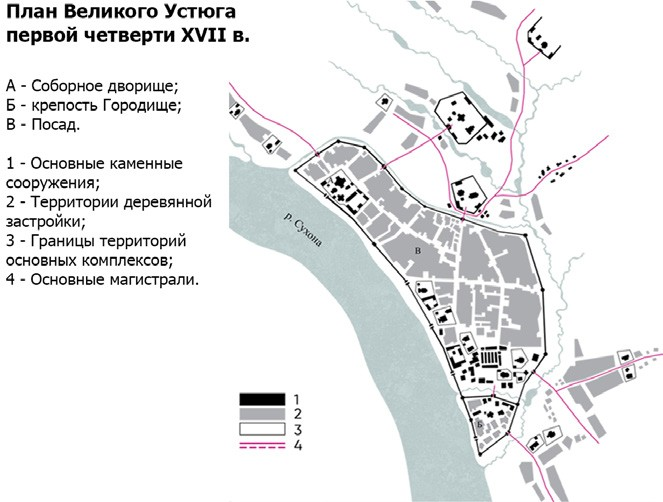 План Великого Устюга
первой четверти XVII в.
А - Соборное дворище;
Б - крепость Городище;
В - Посад.
1 - Основные каменные
сооружения;
2 - Территории деревянной
застройки;
3 - Границы территорий
основных комплексов;
4 - Основные магистрали.
р. Сухона
В
Б
1
2
3
4